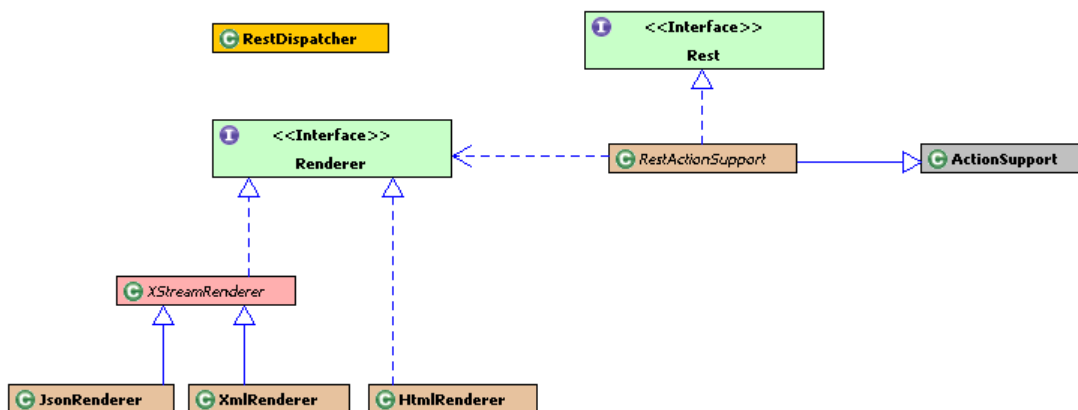 RestDispatcher
<<Interface>>
Rest
<<Interface>>
Renderer
RestActionSupport
ActionSupport
XStreamRenderer
JsonRenderer
XmlRenderer
HtmlRenderer